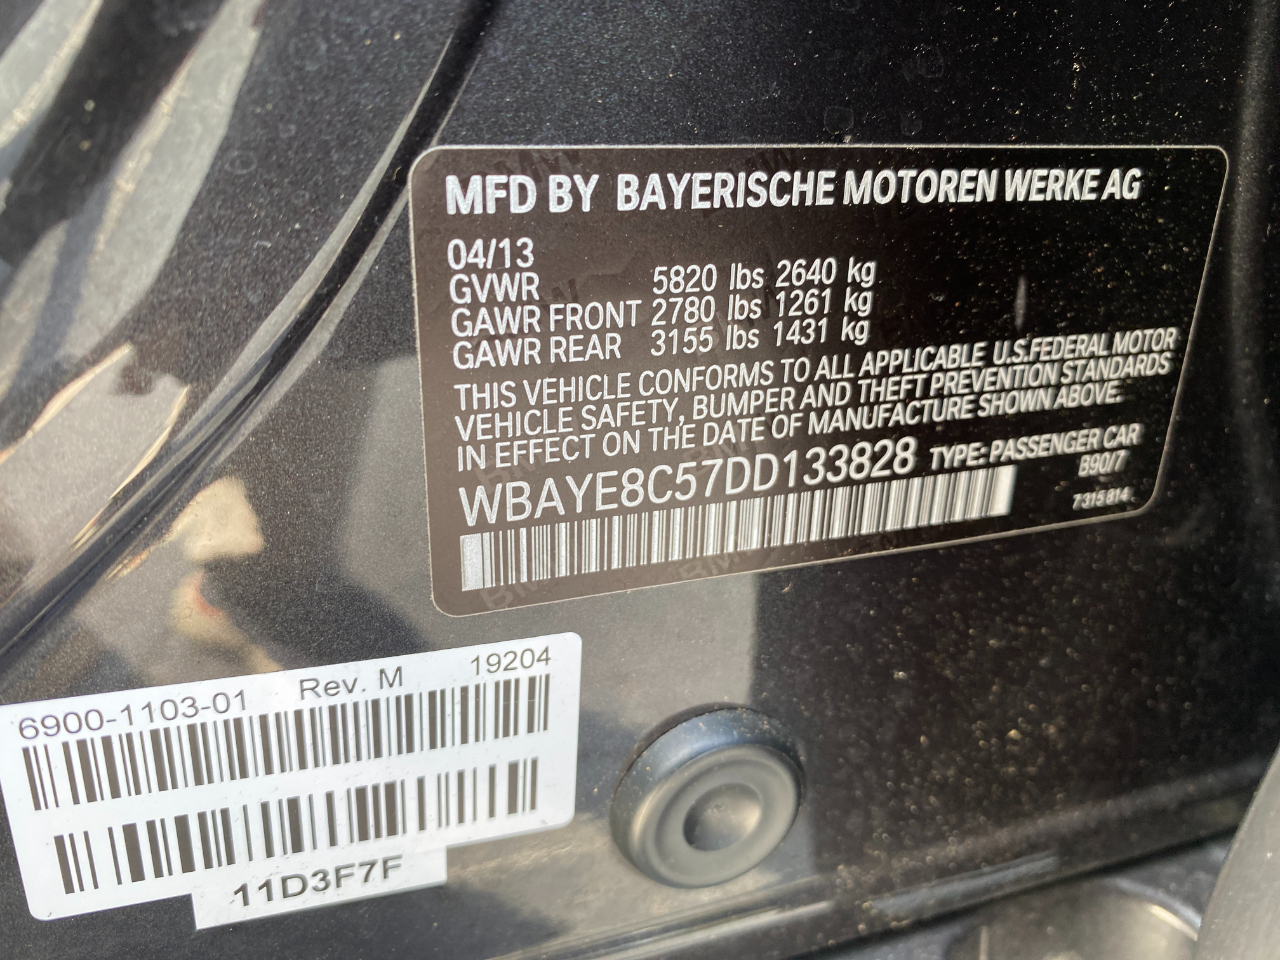 MFD BY BAYERISCHE MOTOREN WERKE AG
04/13
GVWR 5820 lbs 2640 kg
GAWR FRONT 2780 lbs 1261 kg
GAWR REAR 3155 lbs 1431 kg
THIS VEHICLE CONFORMS TO ALL APPLICABLE U.S.FEDERAL MOTOR
VEHICLE SAFETY, BUMPER AND THEFT PREVENTION STANDARDS
IN EFFECT ON THE DATE OF MANUFACTURE SHOWN ABOVE.
WBAYE8C57DD133828 TYPE: PASSENGER CAR
B90/7
7315814
6900-1103-01 Rev. M 19204
11D3F7F